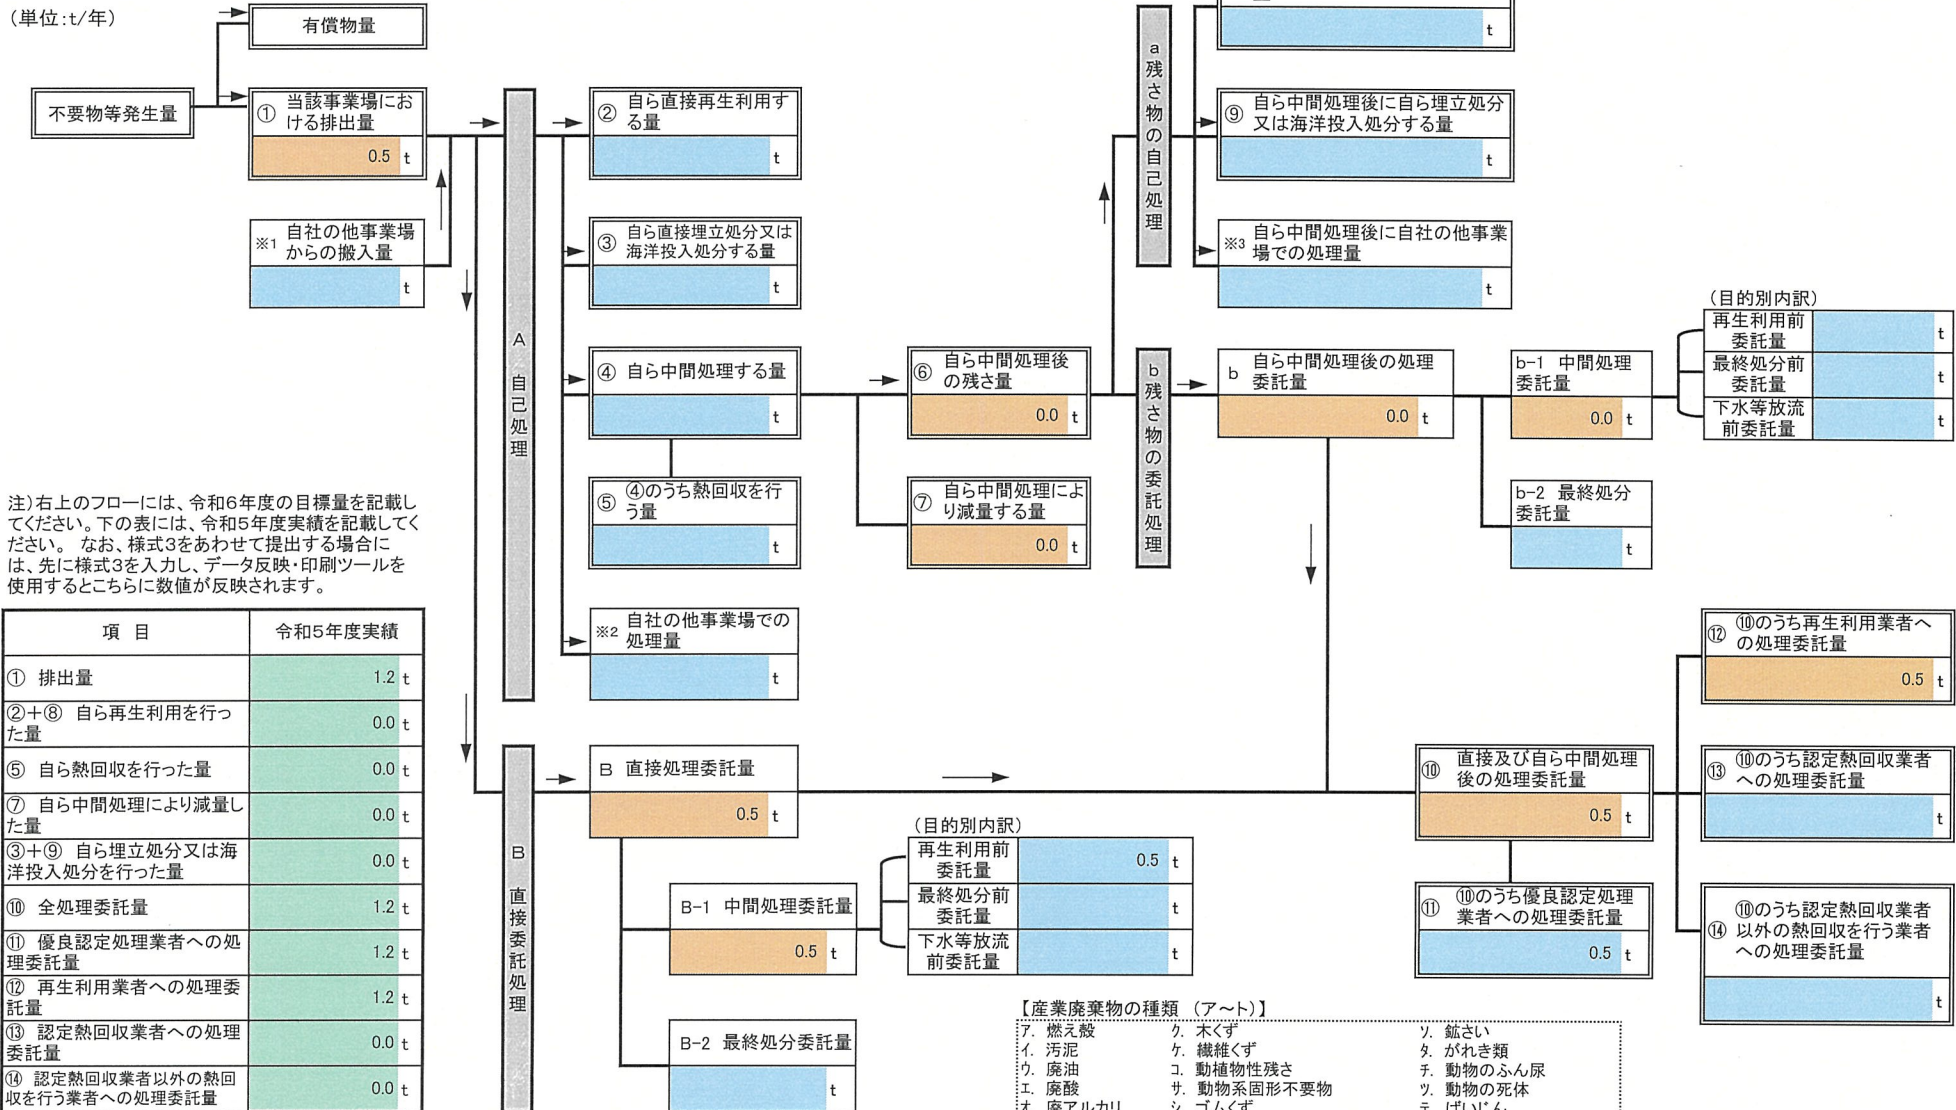 (単位:t/年)
有償物量
不要物等発生量
① 当該事業場にお
ける排出量
0.5 t
※1 自社の他事業場
からの搬入量
t
A 自己処理
② 自ら直接再生利用す
る量
t
③ 自ら直接埋立処分又は
海洋投入処分する量
t
④ 自ら中間処理する量
t
⑤ ④のうち熱回収を行
う量
t
※2 自社の他事業場での
処理量
t
⑥ 自ら中間処理後
の残さ量
0.0 t
⑦ 自ら中間処理によ
り減量する量
0.0 t
a 残さ物の自己処理
t
⑨ 自ら中間処理後に自ら埋立処分
又は海洋投入処分する量
t
※3 自ら中間処理後に自社の他事業
場での処理量
t
b 残さ物の委託処理
b 自ら中間処理後の処理
委託量
0.0 t
b-1 中間処理
委託量
0.0 t
(目的別内訳)
再生利用前
委託量
t
最終処分前
委託量
t
下水等放流
前委託量
t
b-2 最終処分
委託量
t
注)右上のフローには、令和6年度の目標量を記載し
てください。下の表には、令和5年度実績を記載してく
ださい。 なお、様式3をあわせて提出する場合に
は、先に様式3を入力し、データ反映・印刷ツールを
使用するとこちらに数値が反映されます。
項 目 令和5年度実績
① 排出量 1.2 t
②+⑧ 自ら再生利用を行っ
た量 0.0 t
⑤ 自ら熱回収を行った量 0.0 t
⑦ 自ら中間処理により減量し
た量 0.0 t
③+⑨ 自ら埋立処分又は海
洋投入処分を行った量 0.0 t
⑩ 全処理委託量 1.2 t
⑪ 優良認定処理業者への処
理委託量 1.2 t
⑫ 再生利用業者への処理委
託量 1.2 t
⑬ 認定熱回収業者への処理
委託量 0.0 t
⑭ 認定熱回収業者以外の熱回
収を行う業者への処理委託量 0.0 t
B 直接委託処理
B 直接処理委託量
0.5 t
B-1 中間処理委託量
0.5 t
(目的別内訳)
再生利用前
委託量
0.5 t
最終処分前
委託量
t
下水等放流
前委託量
t
B-2 最終処分委託量
t
⑩ 直接及び自ら中間処理
後の処理委託量
0.5 t
⑪ ⑩のうち優良認定処理
業者への処理委託量
0.5 t
⑫ ⑩のうち再生利用業者へ
の処理委託量
0.5 t
⑬ ⑩のうち認定熱回収業者
への処理委託量
t
⑭ ⑩のうち認定熱回収業者
以外の熱回収を行う業者
への処理委託量
t
【産業廃棄物の種類 (ア~ト)】
ア. 燃え殻 ク. 木くず ソ. 鉱さい
イ. 汚泥 ケ. 繊維くず タ. がれき類
ウ. 廃油 コ. 動植物性残さ チ. 動物のふん尿
エ. 廃酸 サ. 動物系固形不要物 ツ. 動物の死体
オ. 廃アルカリ シ. ゴムくず テ. ばいじん